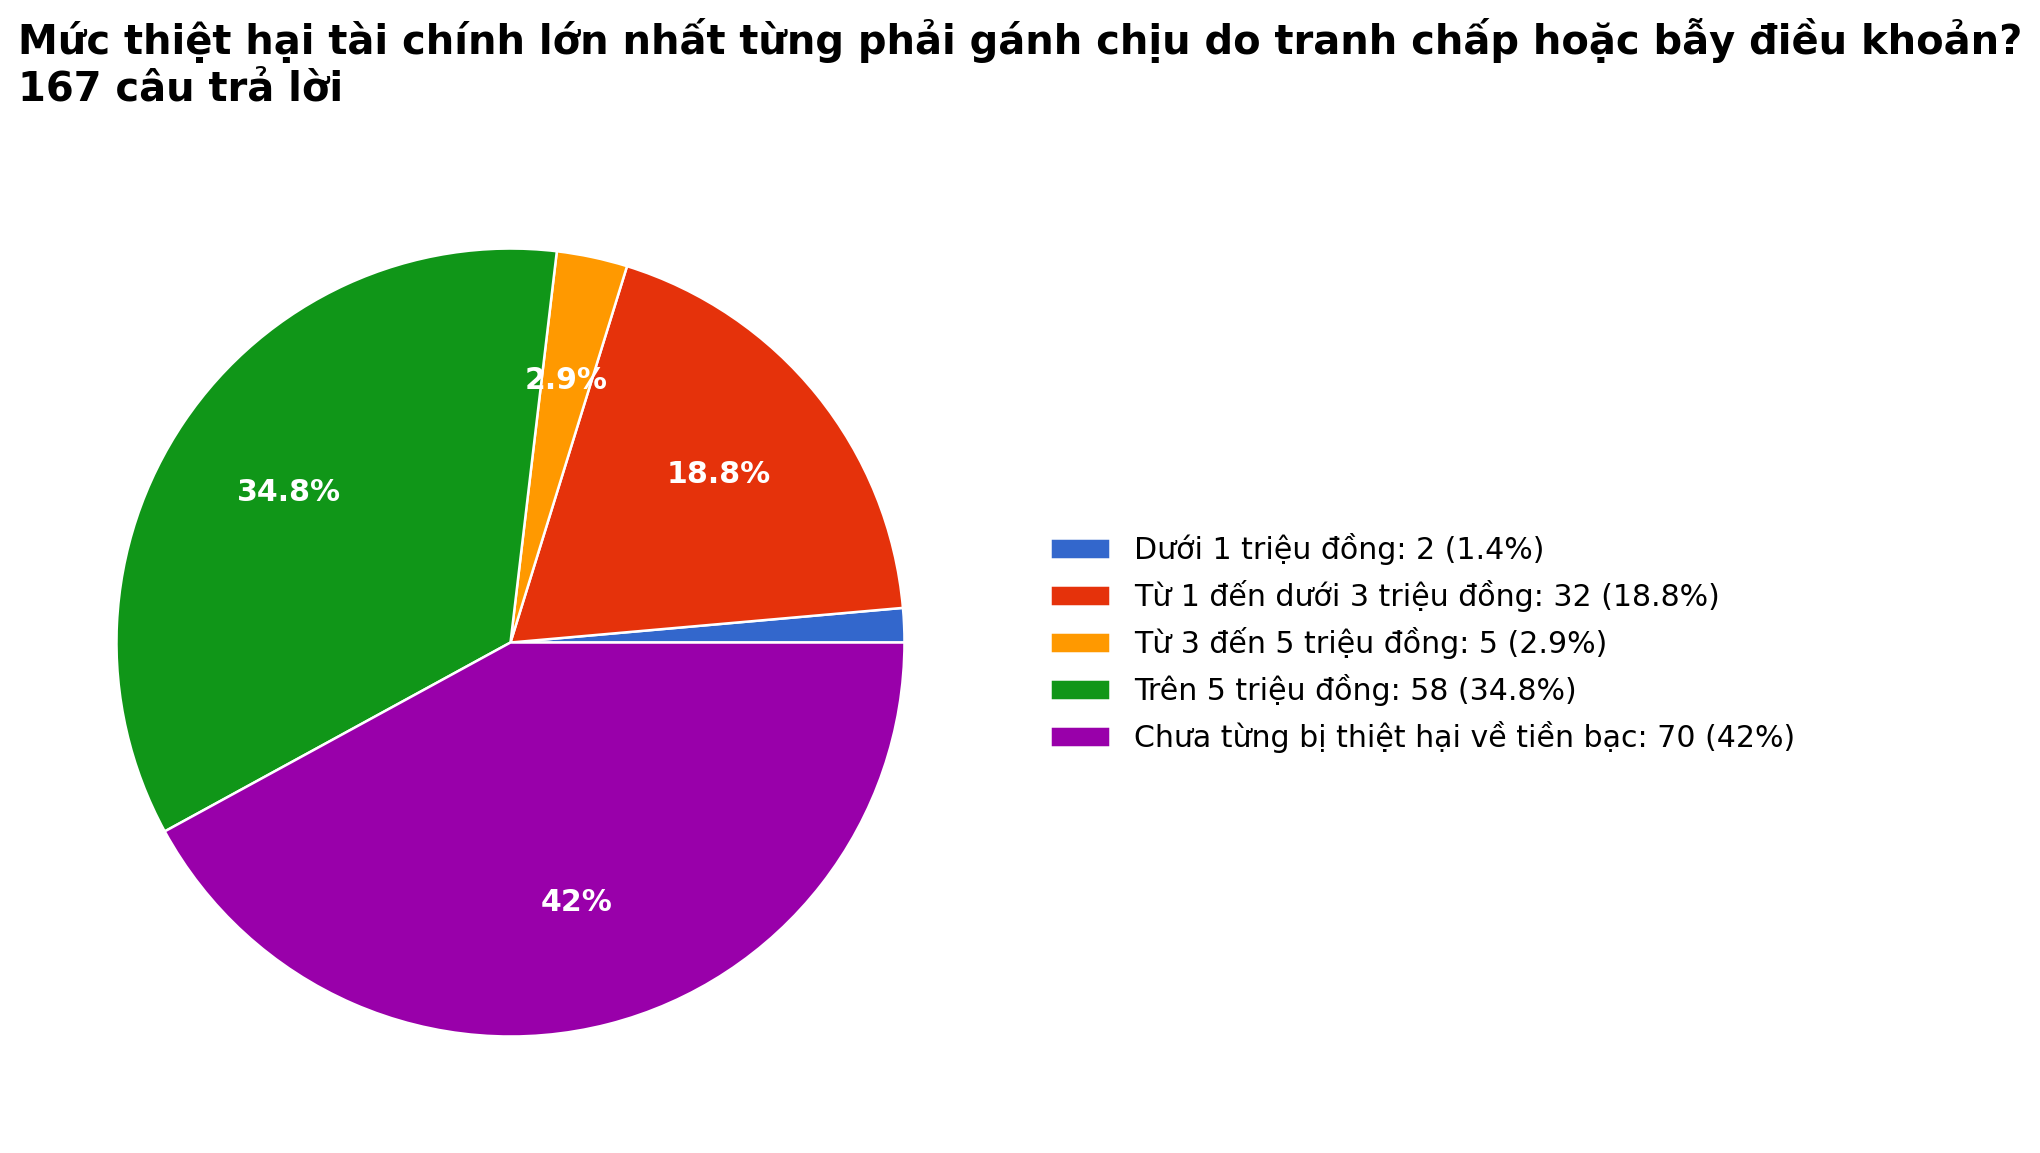 Mức thiệt hại tài chính lớn nhất từng phải gánh chịu do tranh chấp hoặc bẫy điều khoản?
167 câu trả lời
2.9%
18.8%
34.8%
42%
Dưới 1 triệu đồng: 2 (1.4%)
Từ 1 đến dưới 3 triệu đồng: 32 (18.8%)
Từ 3 đến 5 triệu đồng: 5 (2.9%)
Trên 5 triệu đồng: 58 (34.8%)
Chưa từng bị thiệt hại về tiền bạc: 70 (42%)